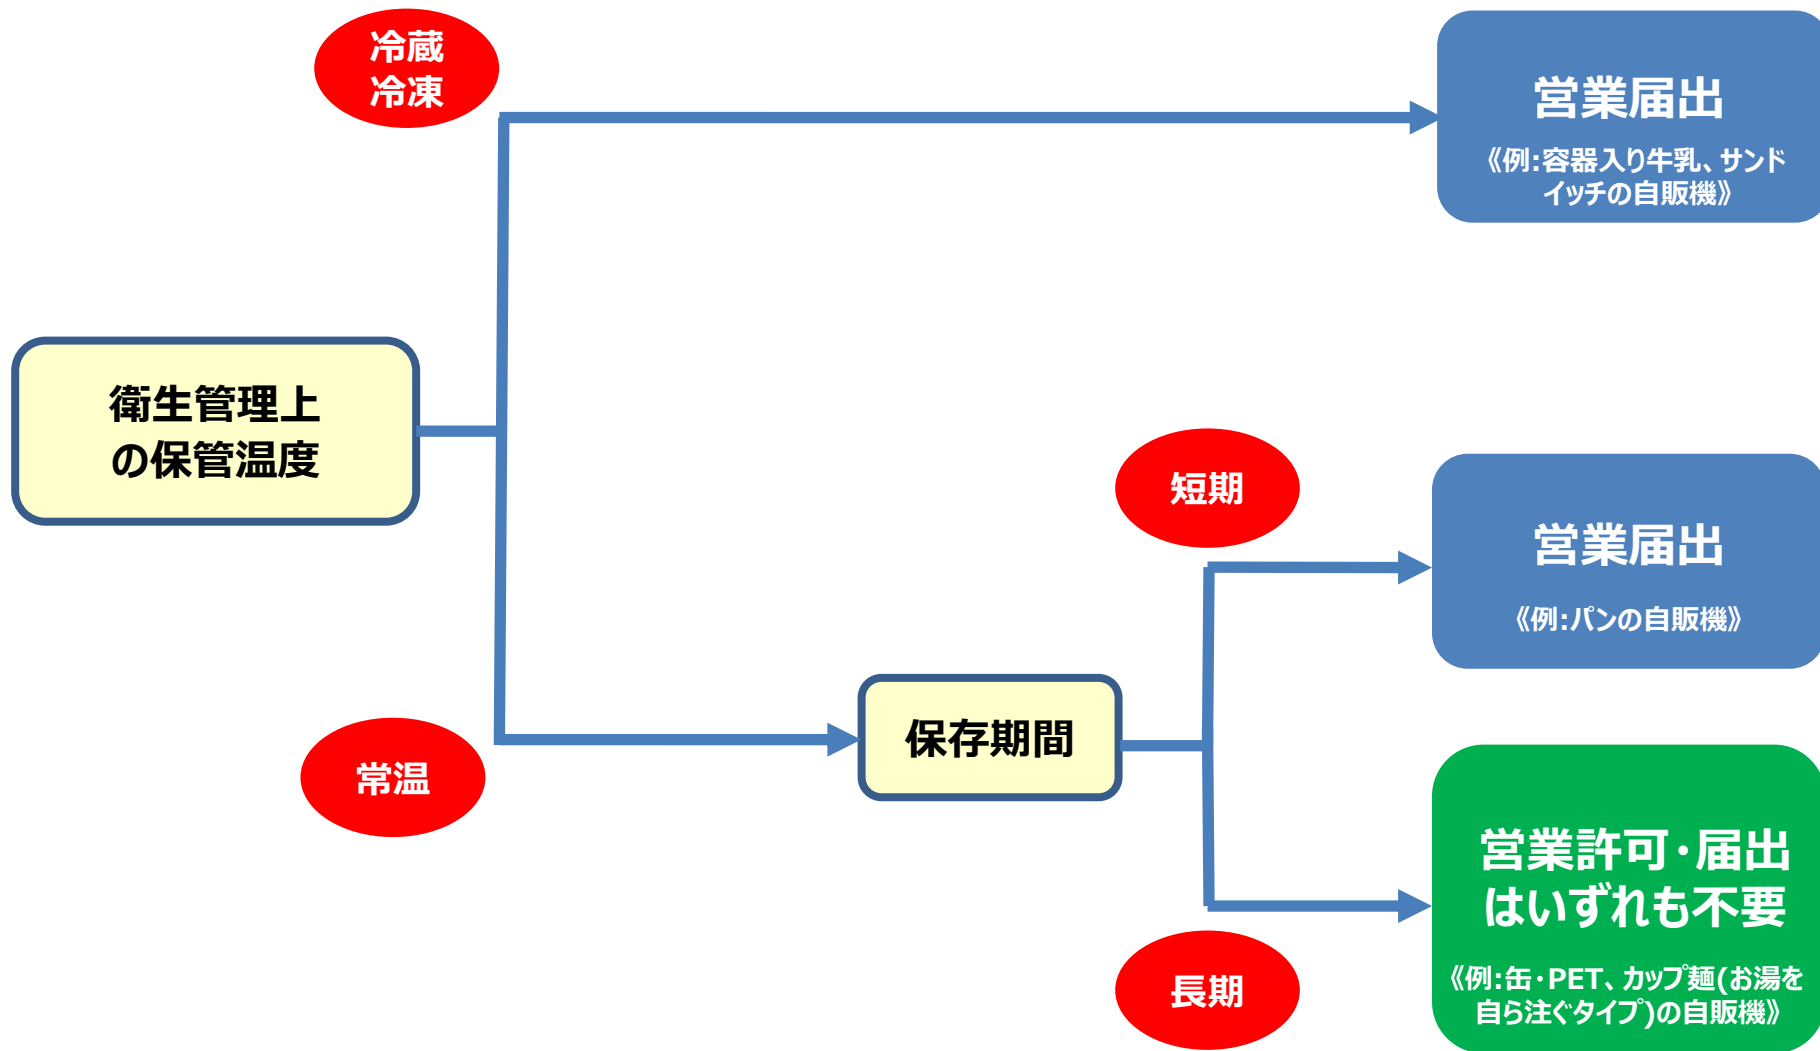 冷蔵
冷凍
営業届出
《例:容器入り牛乳、サンド
イッチの自販機》
衛生管理上
の保管温度
短期
営業届出
《例:パンの自販機》
保存期間
常温
営業許可・届出
はいずれも不要
《例:缶・PET、カップ麺(お湯を
自ら注ぐタイプ)の自販機》
長期